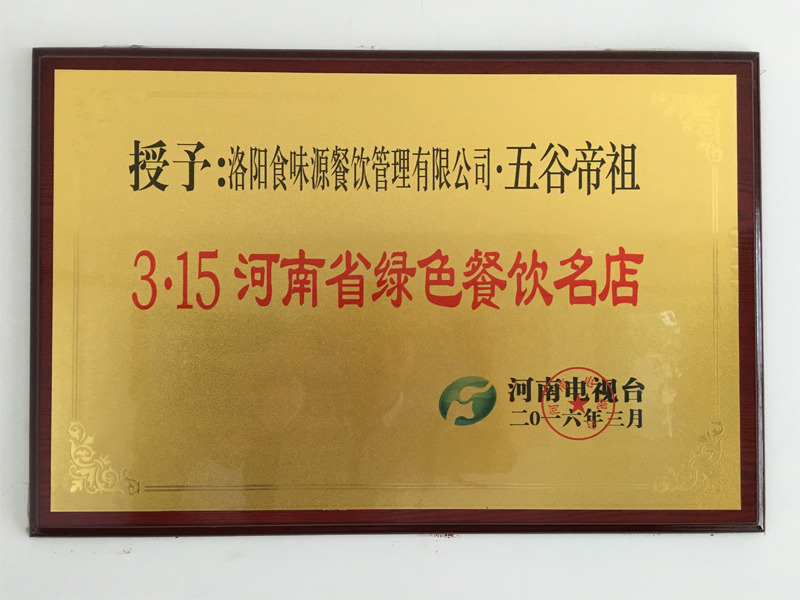 授予:洛阳食味源餐饮管理有限公司·五谷帝祖
3·15 河南省绿色餐饮名店
河南电视台
二0一六年三月